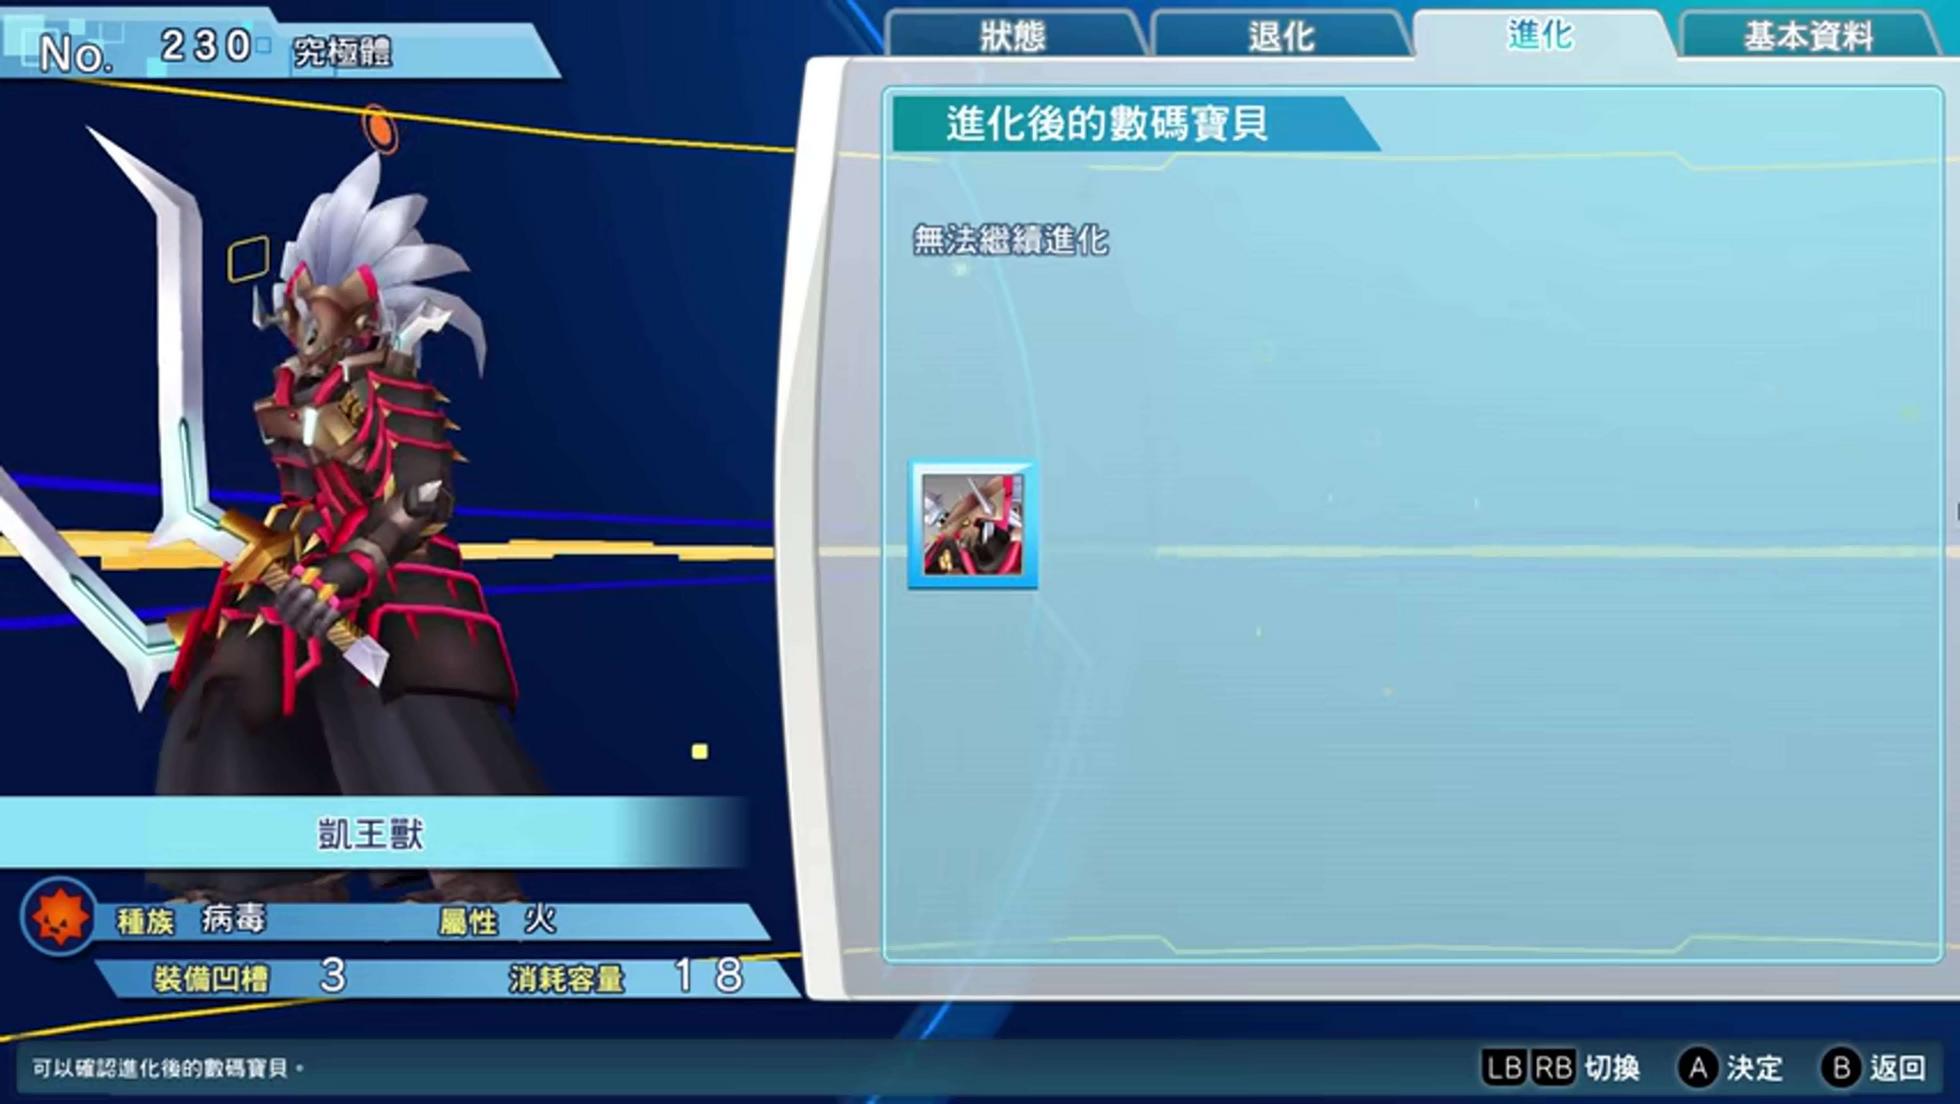 No. 230 究極體
狀態 退化 進化 基本資料
進化後的數碼寶貝
無法繼續進化
凱王獸
種族 病毒 屬性 火
裝備凹槽 3 消耗容量 18
可以確認進化後的數碼寶貝。
LB RB 切換 A 決定 B 返回